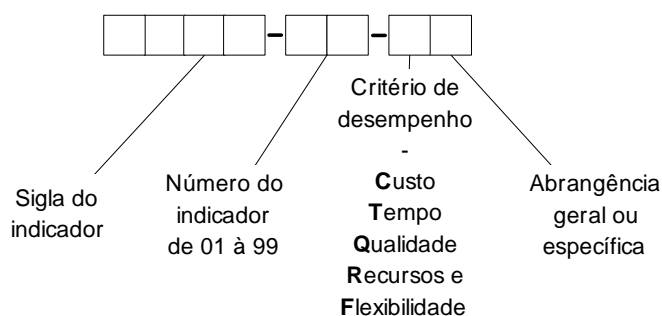 Sigla do
indicador
Número do
indicador
de 01 à 99
Critério de
desempenho
-
Custo
Tempo
Qualidade
Recursos e
Flexibilidade
Abrangência
geral ou
específica